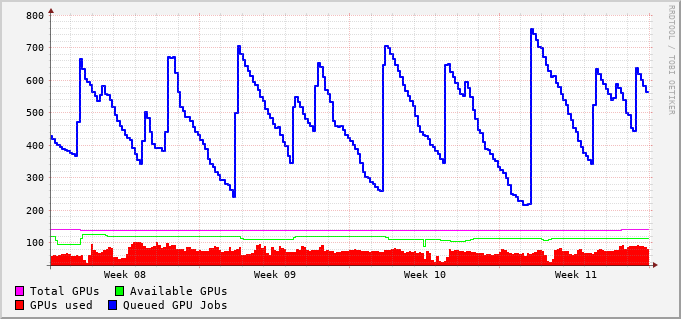 800
700
600
500
400
300
200
100
Week 08 Week 09 Week 10 Week 11
Total GPUs Available GPUs
GPUs used Queued GPU Jobs
RRDTOOL / TOBI OETIKER